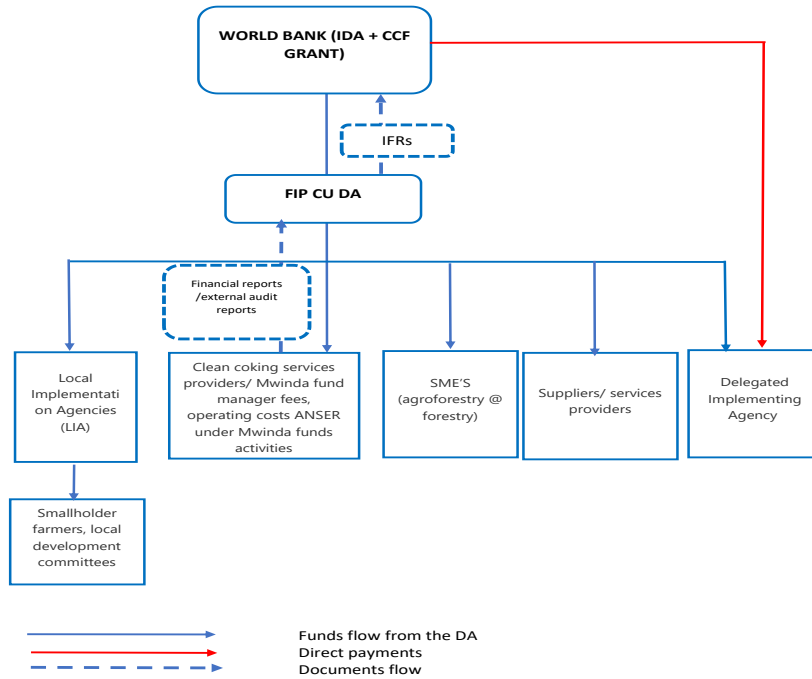 WORLD BANK (IDA + CCF
GRANT)
IFRs
FIP CU DA
Financial reports
/external audit
reports
Local
Implementati
on Agencies
(LIA)
Clean coking services
providers/ Mwinda fund
manager fees,
operating costs ANSER
under Mwinda funds
activities
SME'S
(agroforestry @
forestry)
Suppliers/ services
providers
Delegated
Implementing
Agency
Smallholder
farmers, local
development
committees
Funds flow from the DA
Direct payments
Documents flow